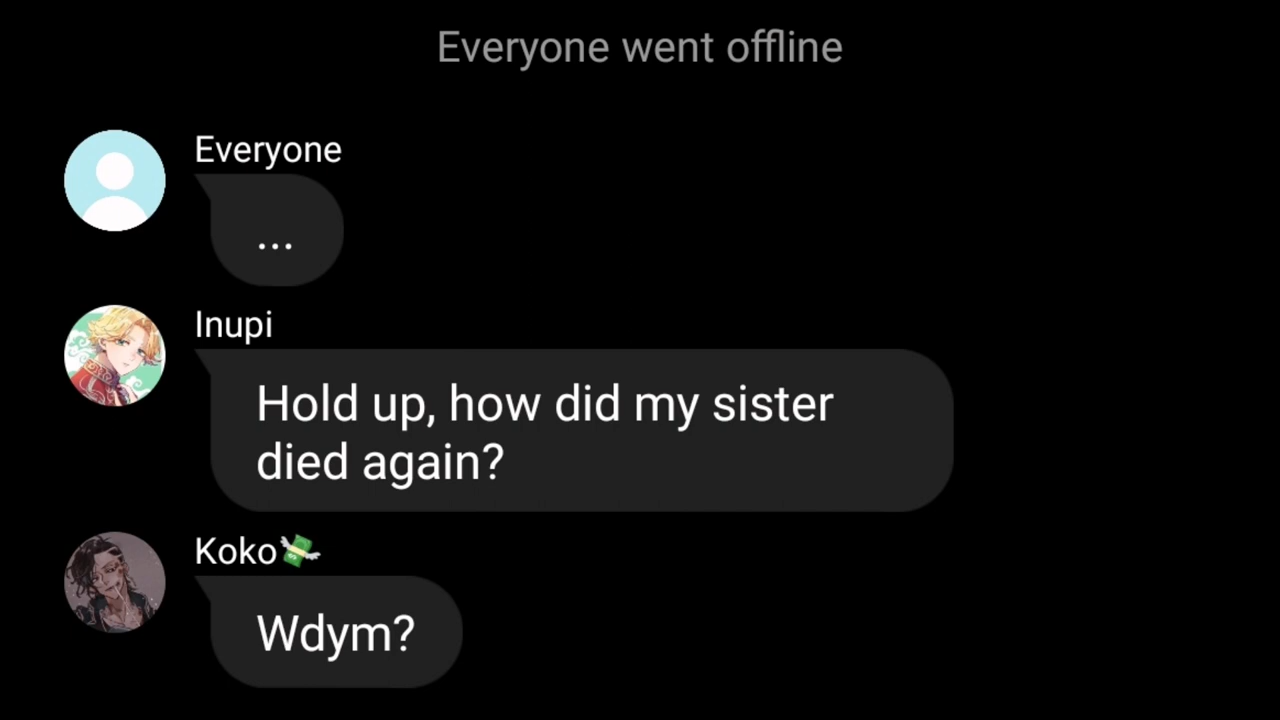 Everyone went offline
Everyone
...
Inupi
Hold up, how did my sister
died again?
Koko💸
Wdym?